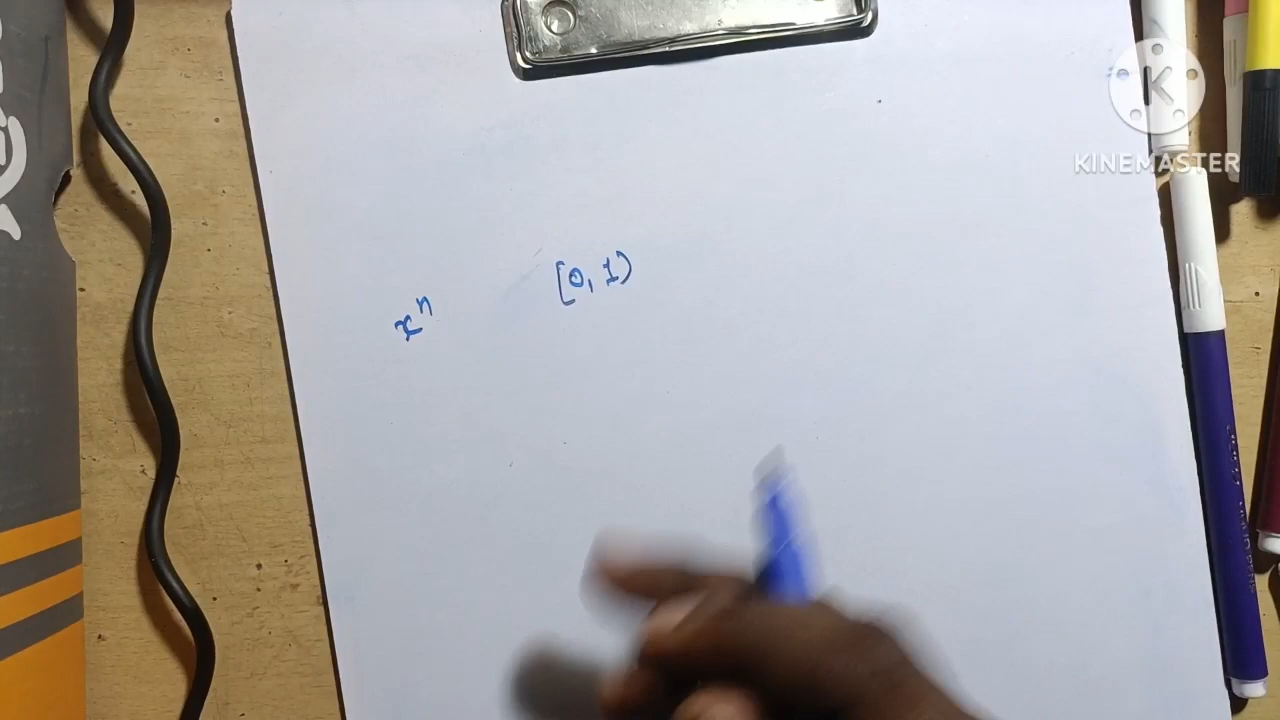 K
KINEMASTER
xⁿ [0, 1)